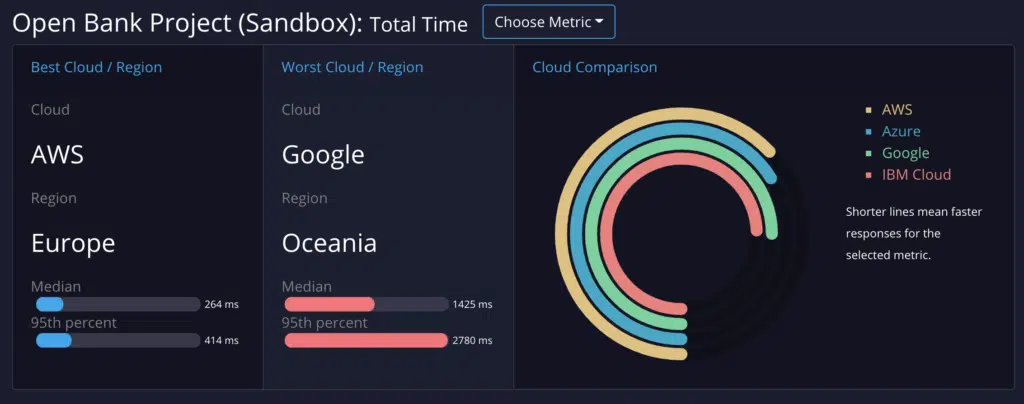 Open Bank Project (Sandbox): Total Time
Choose Metric
Best Cloud / Region
Cloud
AWS
Region
Europe
Median
264 ms
95th percent
414 ms
Worst Cloud / Region
Cloud
Google
Region
Oceania
Median
1425 ms
95th percent
2780 ms
Cloud Comparison
AWS
Azure
Google
IBM Cloud
Shorter lines mean faster
responses for the
selected metric.